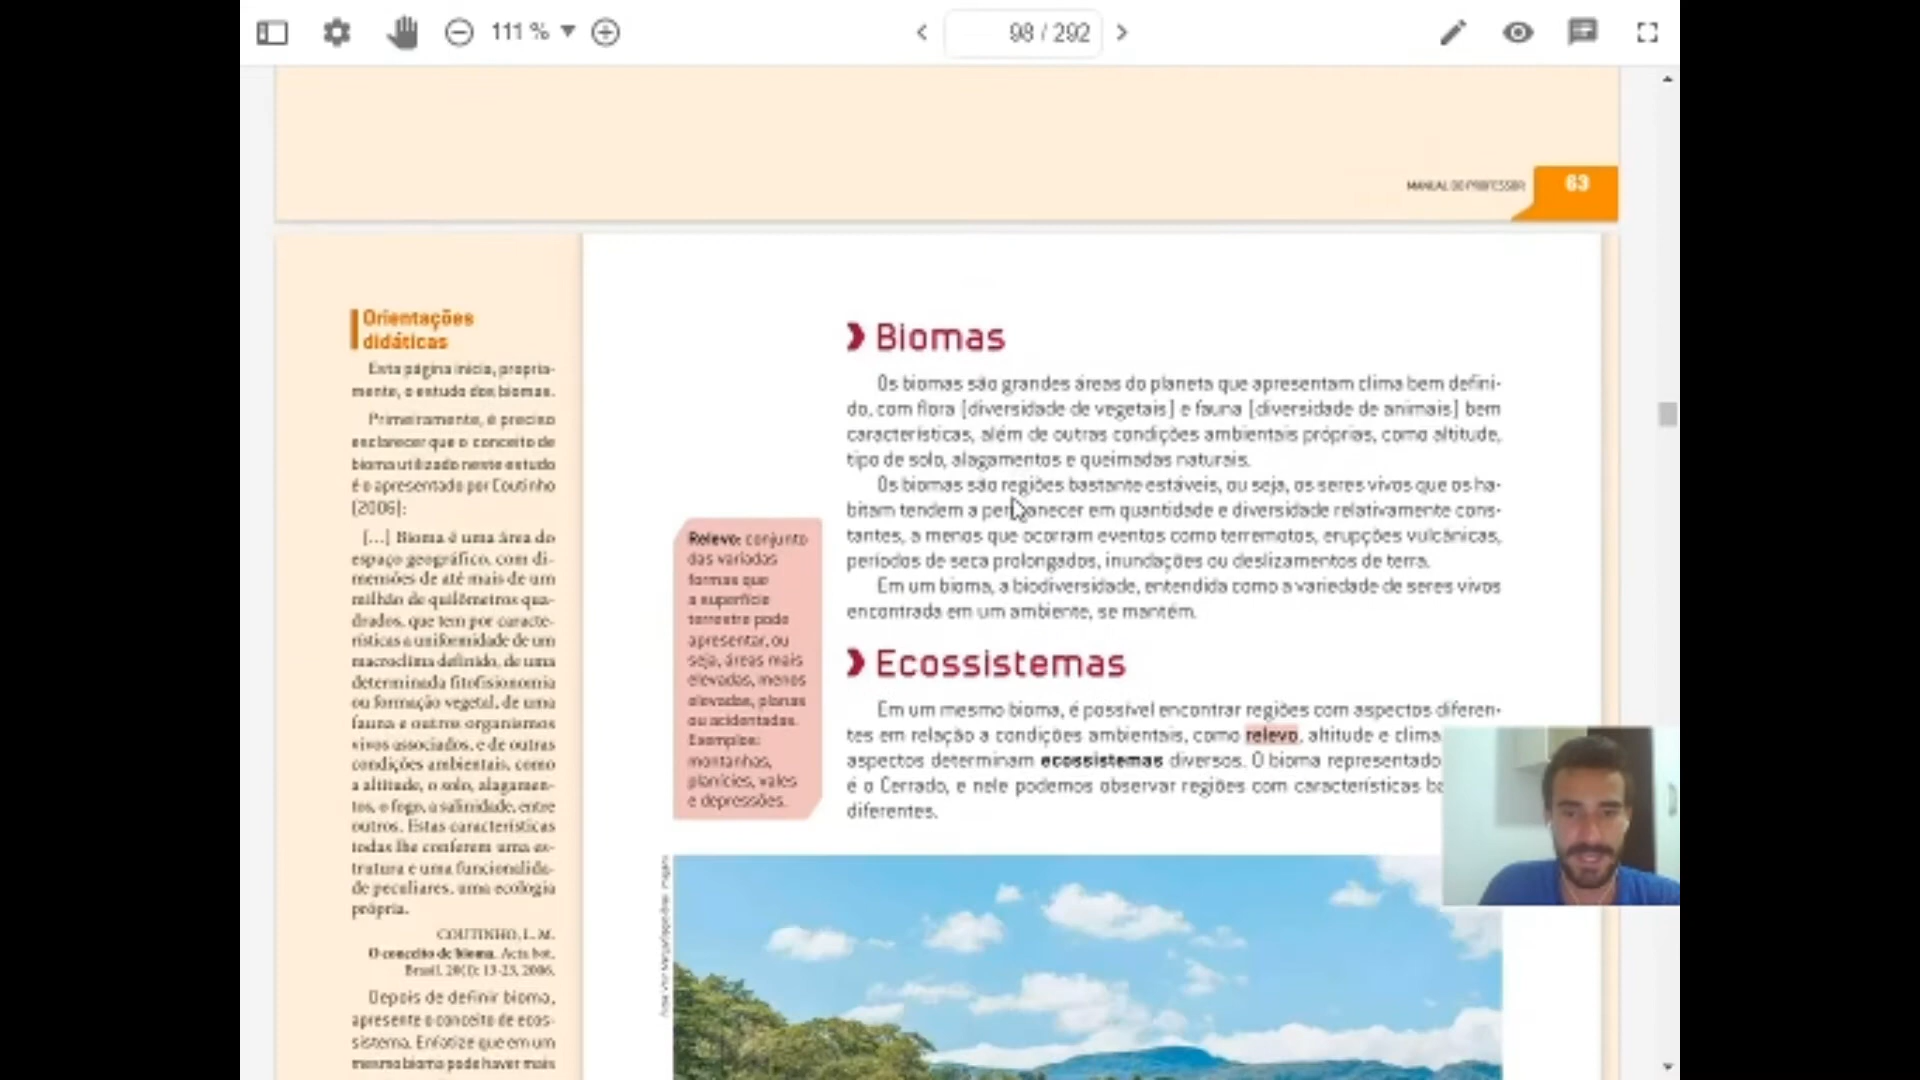 111 %
98 / 292
MANUAL DO PROFESSOR
63
Orientações
didáticas
Esta página inicia, propria-
mente, o estudo dos biomas.
Primeiramente, é preciso
esclarecer que o conceito de
bioma utilizado neste estudo
é o apresentado por Coutinho
(2006):
[...] Bioma é uma área do
espaço geográfico, com di-
mensões de até mais de um
milhão de quilômetros qua-
drados, que tem por caracte-
rísticas a uniformidade de um
macroclima definido, de uma
determinada fitofisionomia
ou formação vegetal, de uma
fauna e outros organismos
vivos associados, e de outras
condições ambientais, como
a altitude, o solo, alagamen-
tos, o fogo, a salinidade, entre
outros. Estas características
todas lhe conferem uma es-
trutura e uma funcionalida-
de peculiares, uma ecologia
própria.
COUTINHO, L. M.
O conceito de bioma. Acta bot.
Brasil. 20(1): 13-23, 2006.
Depois de definir bioma,
apresente o conceito de ecos-
sistema. Enfatize que em um
mesmo bioma pode haver mais
Biomas
Os biomas são grandes áreas do planeta que apresentam clima bem defini-
do, com flora [diversidade de vegetais] e fauna [diversidade de animais] bem
características, além de outras condições ambientais próprias, como altitude,
tipo de solo, alagamentos e queimadas naturais.
Os biomas são regiões bastante estáveis, ou seja, os seres vivos que os ha-
bitam tendem a permanecer em quantidade e diversidade relativamente cons-
tantes, a menos que ocorram eventos como terremotos, erupções vulcânicas,
períodos de seca prolongados, inundações ou deslizamentos de terra.
Em um bioma, a biodiversidade, entendida como a variedade de seres vivos
encontrada em um ambiente, se mantém.
Relevo: conjunto
das variadas
formas que
a superfície
terrestre pode
apresentar, ou
seja, áreas mais
elevadas, menos
elevadas, planas
ou acidentadas.
Exemplos:
montanhas,
planícies, vales
e depressões.
Ecossistemas
Em um mesmo bioma, é possível encontrar regiões com aspectos diferen-
tes em relação a condições ambientais, como relevo, altitude e clima.
aspectos determinam ecossistemas diversos. O bioma representado
é o Cerrado, e nele podemos observar regiões com características ba
diferentes.